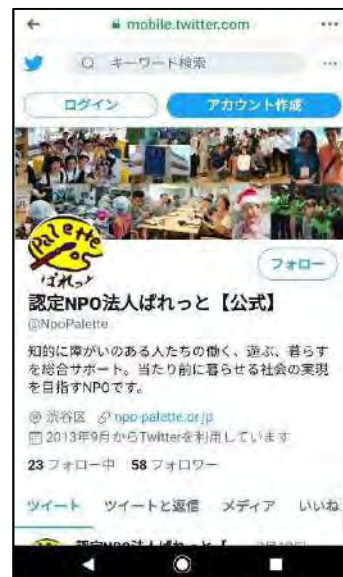 mobile.twitter.com
キーワード検索
ログイン
アカウント作成
Palette
ぱれっと
フォロー
認定NPO法人ぱれっと【公式】
@NpoPalette
知的に障がいのある人たちの働く、遊ぶ、暮らす
を総合サポート。当たり前に暮らせる社会の実現
を目指すNPOです。
渋谷区 npo-palette.or.jp
2013年9月からTwitterを利用しています
23 フォロー中 58 フォロワー
ツイート ツイートと返信 メディア いいね